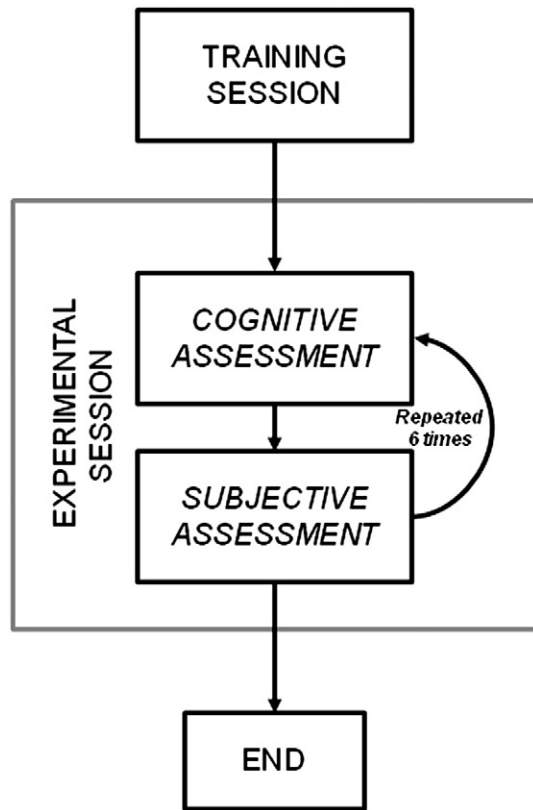 TRAINING
SESSION
EXPERIMENTAL
SESSION
COGNITIVE
ASSESSMENT
Repeated
6 times
SUBJECTIVE
ASSESSMENT
END